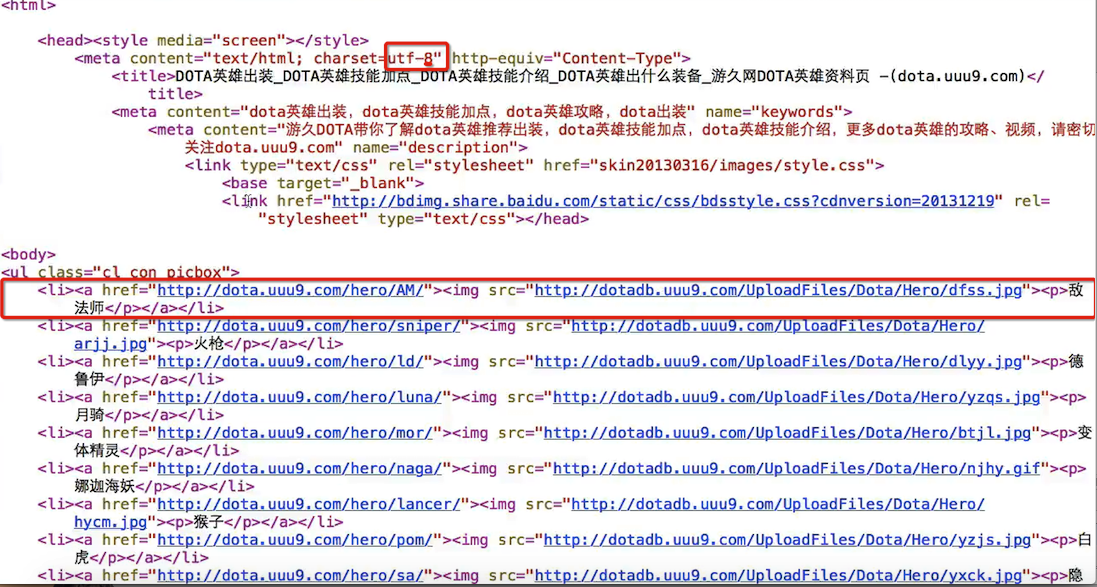 <html>
<head><style media="screen"></style>
<meta content="text/html; charset=utf-8" http-equiv="Content-Type">
<title>DOTA英雄出装_DOTA英雄技能加点_DOTA英雄技能介绍_DOTA英雄出什么装备_游久网DOTA英雄资料页 -(dota.uuu9.com)</
title>
<meta content="dota英雄出装，dota英雄技能加点，dota英雄攻略，dota出装" name="keywords">
<meta content="游久DOTA带你了解dota英雄推荐出装，dota英雄技能加点，dota英雄技能介绍，更多dota英雄的攻略、视频，请密切
关注dota.uuu9.com" name="description">
<link type="text/css" rel="stylesheet" href="skin20130316/images/style.css">
<base target="_blank">
<link href="http://bdimg.share.baidu.com/static/css/bdsstyle.css?cdnversion=20131219" rel=
"stylesheet" type="text/css"></head>
<body>
<ul class="cl con picbox">
<li><a href="http://dota.uuu9.com/hero/AM/"><img src="http://dotadb.uuu9.com/UploadFiles/Dota/Hero/dfss.jpg"><p>敌
法师</p></a></li>
<li><a href="http://dota.uuu9.com/hero/sniper/"><img src="http://dotadb.uuu9.com/UploadFiles/Dota/Hero/
arjj.jpg"><p>火枪</p></a></li>
<li><a href="http://dota.uuu9.com/hero/ld/"><img src="http://dotadb.uuu9.com/UploadFiles/Dota/Hero/dlyy.jpg"><p>德
鲁伊</p></a></li>
<li><a href="http://dota.uuu9.com/hero/luna/"><img src="http://dotadb.uuu9.com/UploadFiles/Dota/Hero/yzqs.jpg"><p>
月骑</p></a></li>
<li><a href="http://dota.uuu9.com/hero/mor/"><img src="http://dotadb.uuu9.com/UploadFiles/Dota/Hero/btjl.jpg"><p>变
体精灵</p></a></li>
<li><a href="http://dota.uuu9.com/hero/naga/"><img src="http://dotadb.uuu9.com/UploadFiles/Dota/Hero/njhy.gif"><p>
娜迦海妖</p></a></li>
<li><a href="http://dota.uuu9.com/hero/lancer/"><img src="http://dotadb.uuu9.com/UploadFiles/Dota/Hero/
hycm.jpg"><p>猴子</p></a></li>
<li><a href="http://dota.uuu9.com/hero/pom/"><img src="http://dotadb.uuu9.com/UploadFiles/Dota/Hero/yzjs.jpg"><p>白
虎</p></a></li>
<li><a href="http://dota.uuu9.com/hero/sa/"><img src="http://dotadb.uuu9.com/UploadFiles/Dota/Hero/yxck.jpg"><p>隐